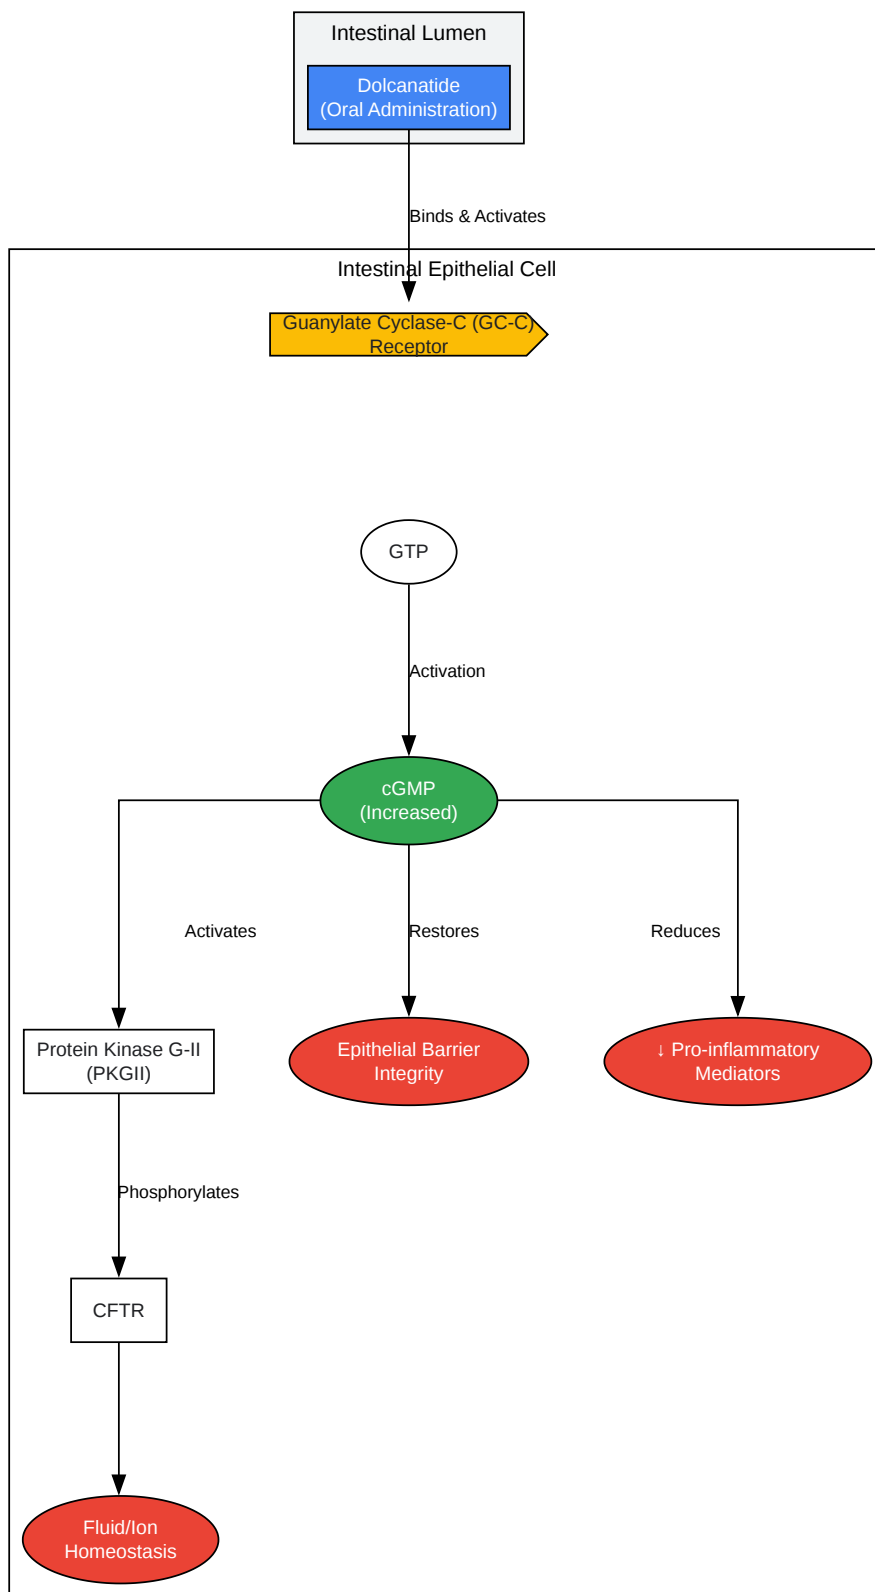 Intestinal Lumen
Dolcanatide
(Oral Administration)
Binds & Activates
Intestinal Epithelial Cell
Guanylate Cyclase-C (GC-C)
Receptor
GTP
Activation
cGMP
(Increased)
Activates
Restores
Reduces
Protein Kinase G-II
(PKGII)
Epithelial Barrier
Integrity
↓ Pro-inflammatory
Mediators
Phosphorylates
CFTR
Fluid/Ion
Homeostasis